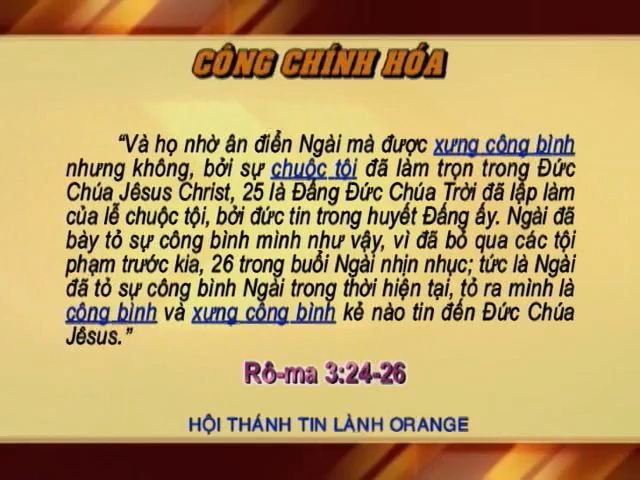 CÔNG CHÍNH HÓA
“Và họ nhờ ân điển Ngài mà được xưng công bình
nhưng không, bởi sự chuộc tội đã làm trọn trong Đức
Chúa Jêsus Christ, 25 là Đấng Đức Chúa Trời đã lập làm
của lễ chuộc tội, bởi đức tin trong huyết Đấng ấy. Ngài đã
bày tỏ sự công bình mình như vậy, vì đã bỏ qua các tội
phạm trước kia, 26 trong buổi Ngài nhịn nhục; tức là Ngài
đã tỏ sự công bình Ngài trong thời hiện tại, tỏ ra mình là
công bình và xưng công bình kẻ nào tin đến Đức Chúa
Jêsus.”
Rô-ma 3:24-26
HỘI THÁNH TIN LÀNH ORANGE